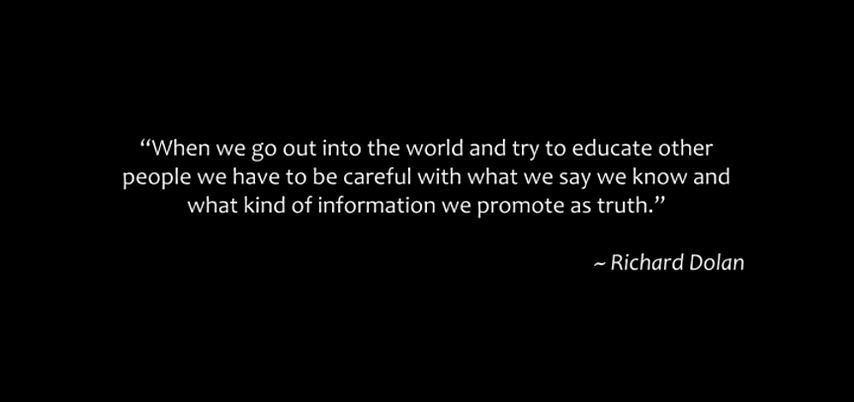 “When we go out into the world and try to educate other
people we have to be careful with what we say we know and
what kind of information we promote as truth.”
~ Richard Dolan